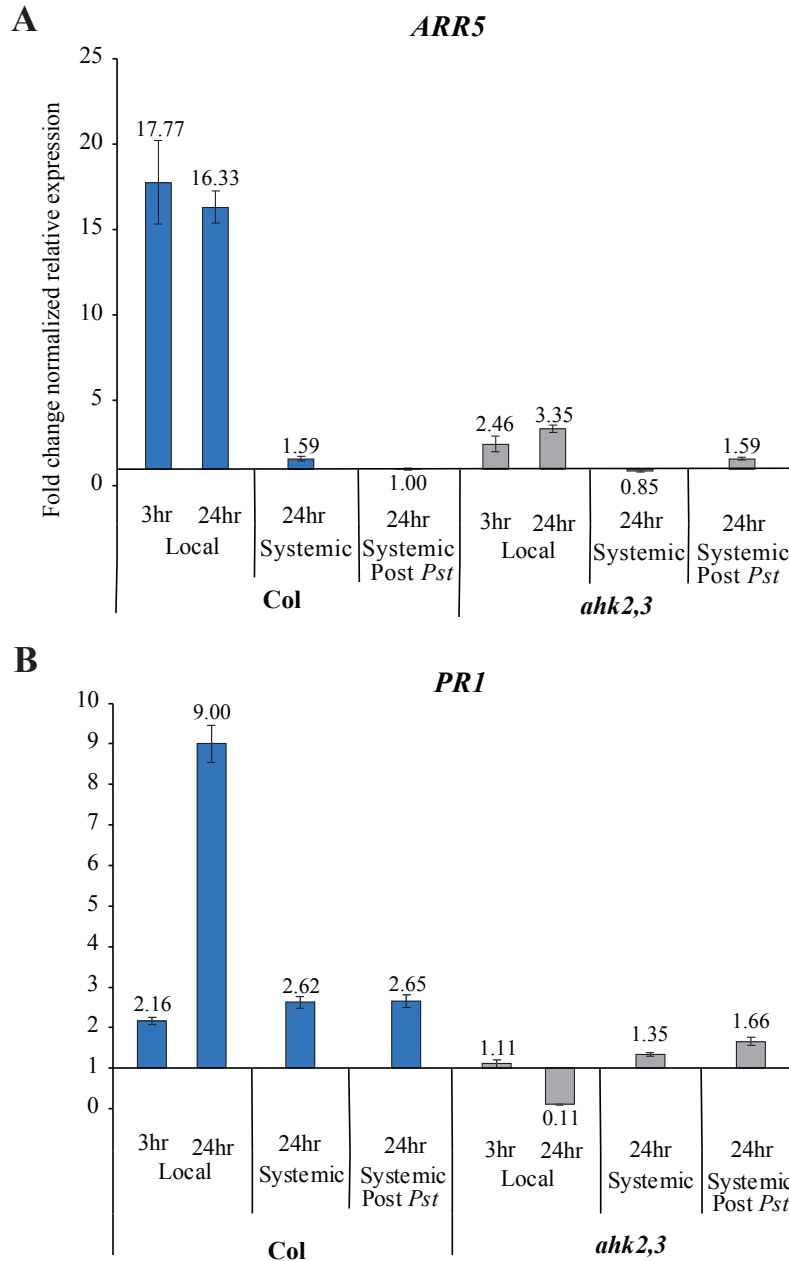 A
ARR5
Fold change normalized relative expression
25
20
15
10
5
0
17.77
16.33
1.59
1.00
2.46
3.35
0.85
1.59
3hr 24hr 24hr 24hr 3hr 24hr 24hr 24hr
Local Systemic Systemic Local Systemic Systemic
Post Pst Post Pst
Col ahk2,3
B
PR1
10
9
8
7
6
5
4
3
2
1
0
2.16
9.00
2.62
2.65
1.11
0.11
1.35
1.66
3hr 24hr 24hr 24hr 3hr 24hr 24hr 24hr
Local Systemic Systemic Local Systemic Systemic
Post Pst Post Pst
Col ahk2,3